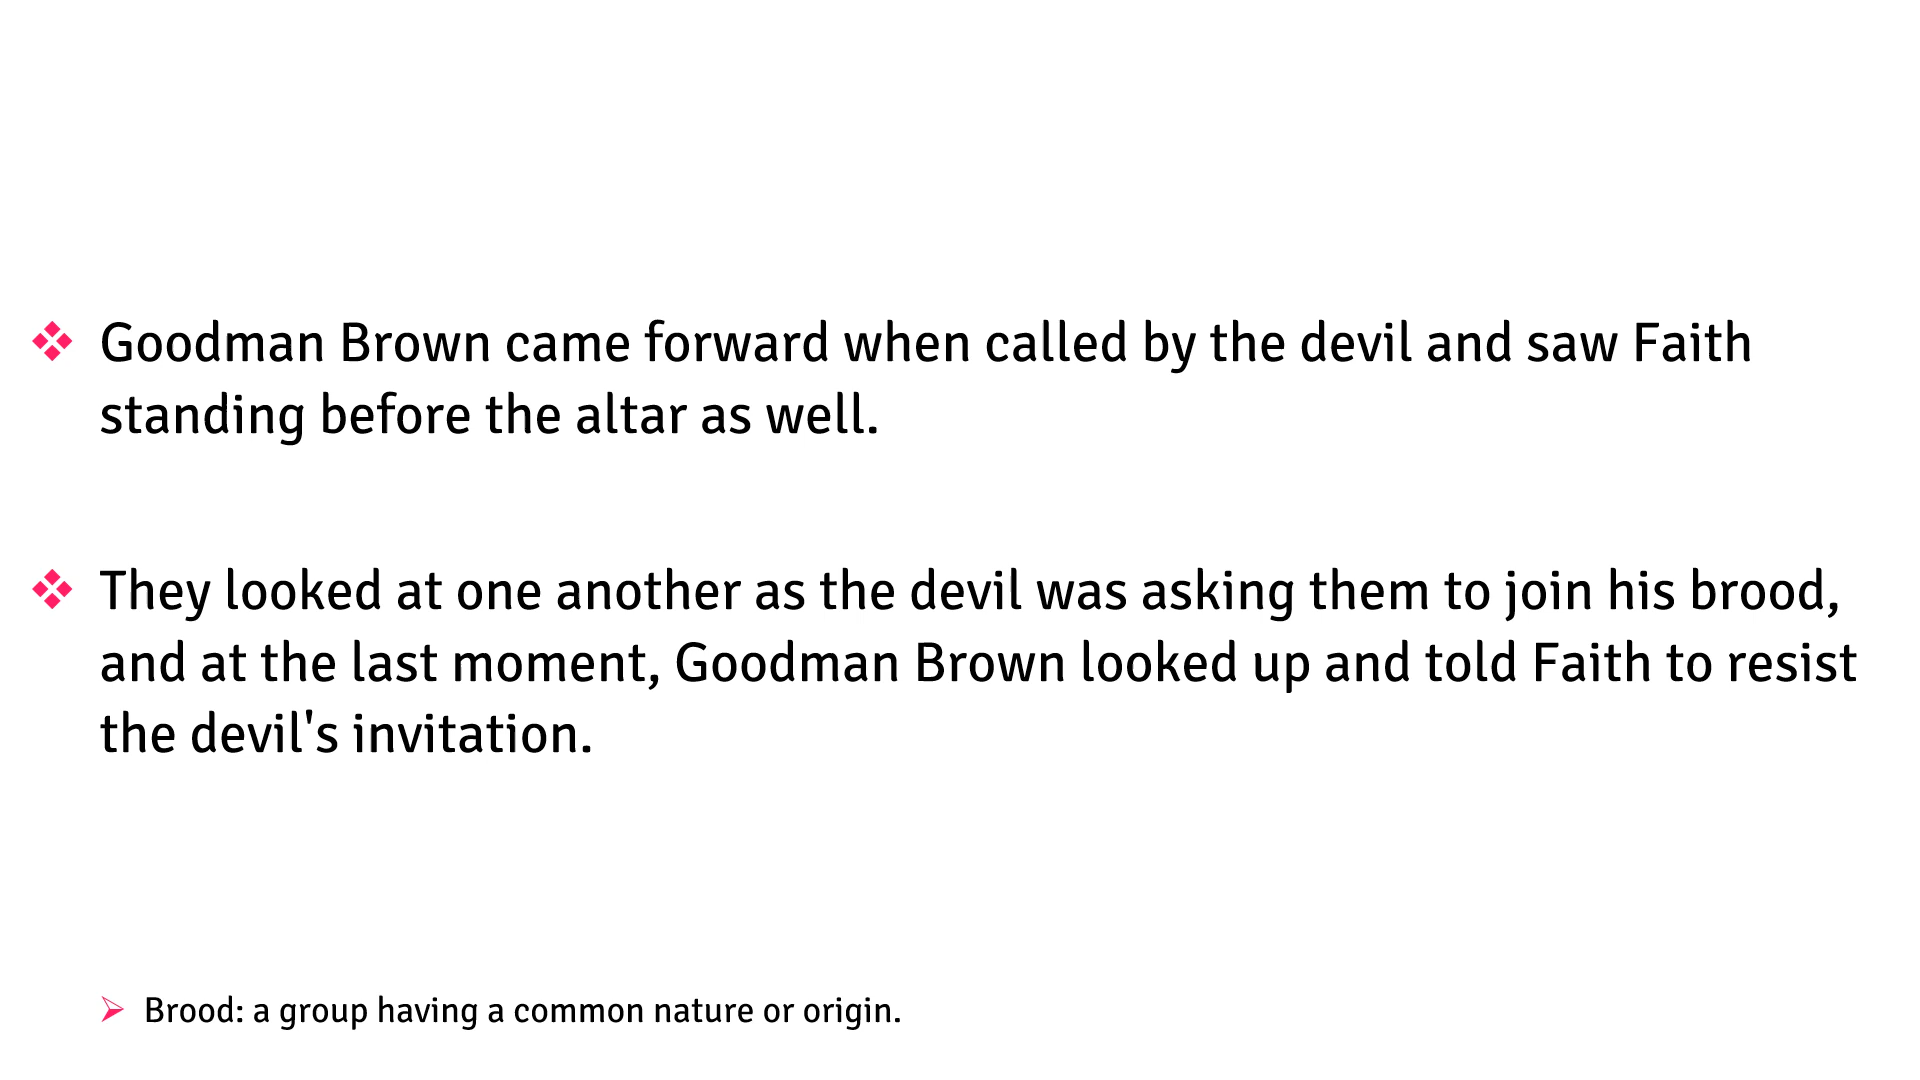 Goodman Brown came forward when called by the devil and saw Faith
standing before the altar as well.
They looked at one another as the devil was asking them to join his brood,
and at the last moment, Goodman Brown looked up and told Faith to resist
the devil's invitation.
Brood: a group having a common nature or origin.